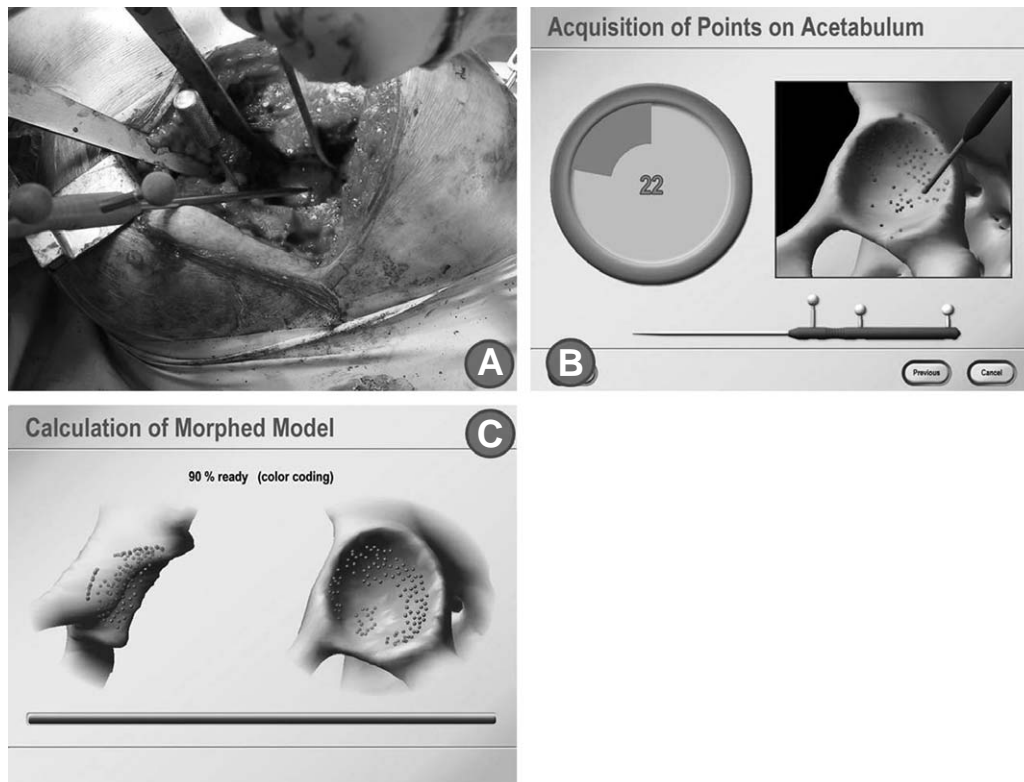 A
Acquisition of Points on Acetabulum
22
B
Previous
Cancel
Calculation of Morphed Model
C
90 % ready (color coding)